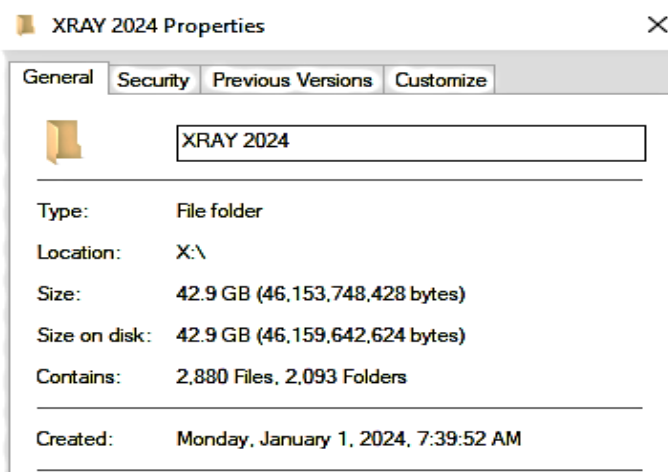 XRAY 2024 Properties
General Security Previous Versions Customize
XRAY 2024
Type: File folder
Location: X:\
Size: 42.9 GB (46,153,748,428 bytes)
Size on disk: 42.9 GB (46,159,642,624 bytes)
Contains: 2,880 Files, 2,093 Folders
Created: Monday, January 1, 2024, 7:39:52 AM